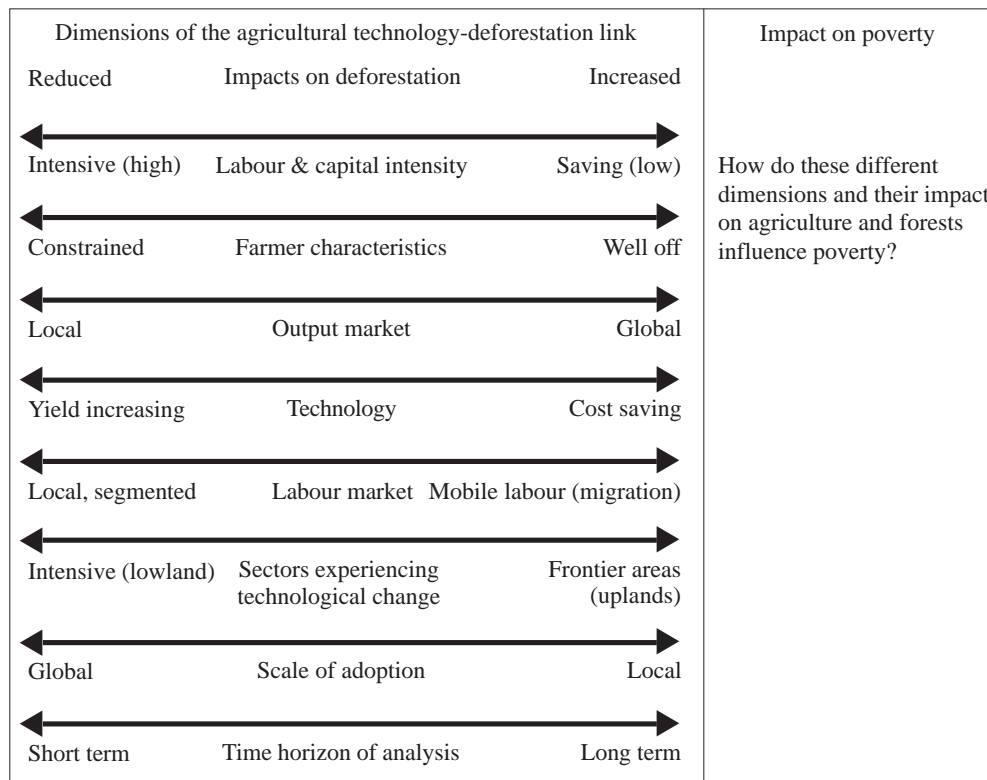 Dimensions of the agricultural technology-deforestation link
Impact on poverty
Reduced Impacts on deforestation Increased
Intensive (high) Labour & capital intensity Saving (low)
How do these different
dimensions and their impact
on agriculture and forests
influence poverty?
Constrained Farmer characteristics Well off
Local Output market Global
Yield increasing Technology Cost saving
Local, segmented Labour market Mobile labour (migration)
Intensive (lowland) Sectors experiencing Frontier areas
technological change (uplands)
Global Scale of adoption Local
Short term Time horizon of analysis Long term